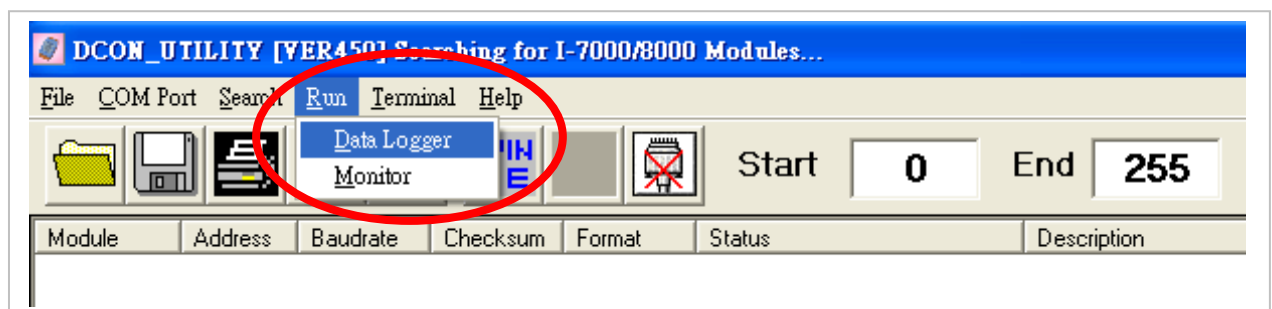 DCON_UTILITY [VER450] Searching for I-7000/8000 Modules...
File COM Port Search Run Terminal Help
Data Logger
Monitor
Start 0 End 255
Module Address Baudrate Checksum Format Status Description